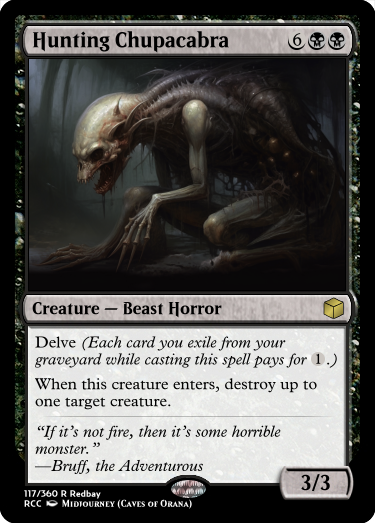 Hunting Chupacabra 6
Creature — Beast Horror
Delve (Each card you exile from your
graveyard while casting this spell pays for 1.)
When this creature enters, destroy up to
one target creature.
“If it's not fire, then it's some horrible
monster.”
—Bruff, the Adventurous
3/3
117/360 R Redbay
RCC Midjourney (Caves of Orana)